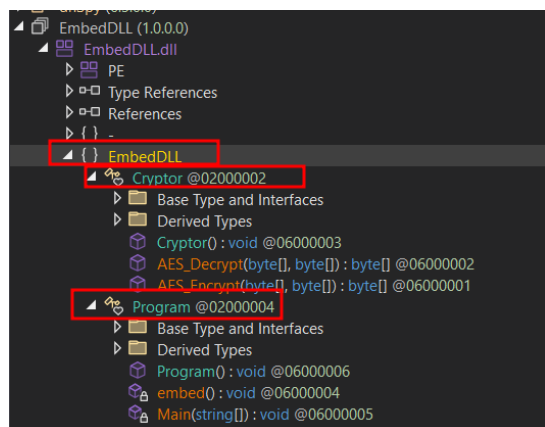 EmbedDLL (1.0.0.0)
EmbedDLL.dll
PE
Type References
References
{ } -
{ } EmbedDLL
Cryptor @02000002
Base Type and Interfaces
Derived Types
Cryptor() : void @06000003
AES_Decrypt(byte[], byte[]) : byte[] @06000002
AES_Encrypt(byte[], byte[]) : byte[] @06000001
Program @02000004
Base Type and Interfaces
Derived Types
Program() : void @06000006
embed() : void @06000004
Main(string[]) : void @06000005